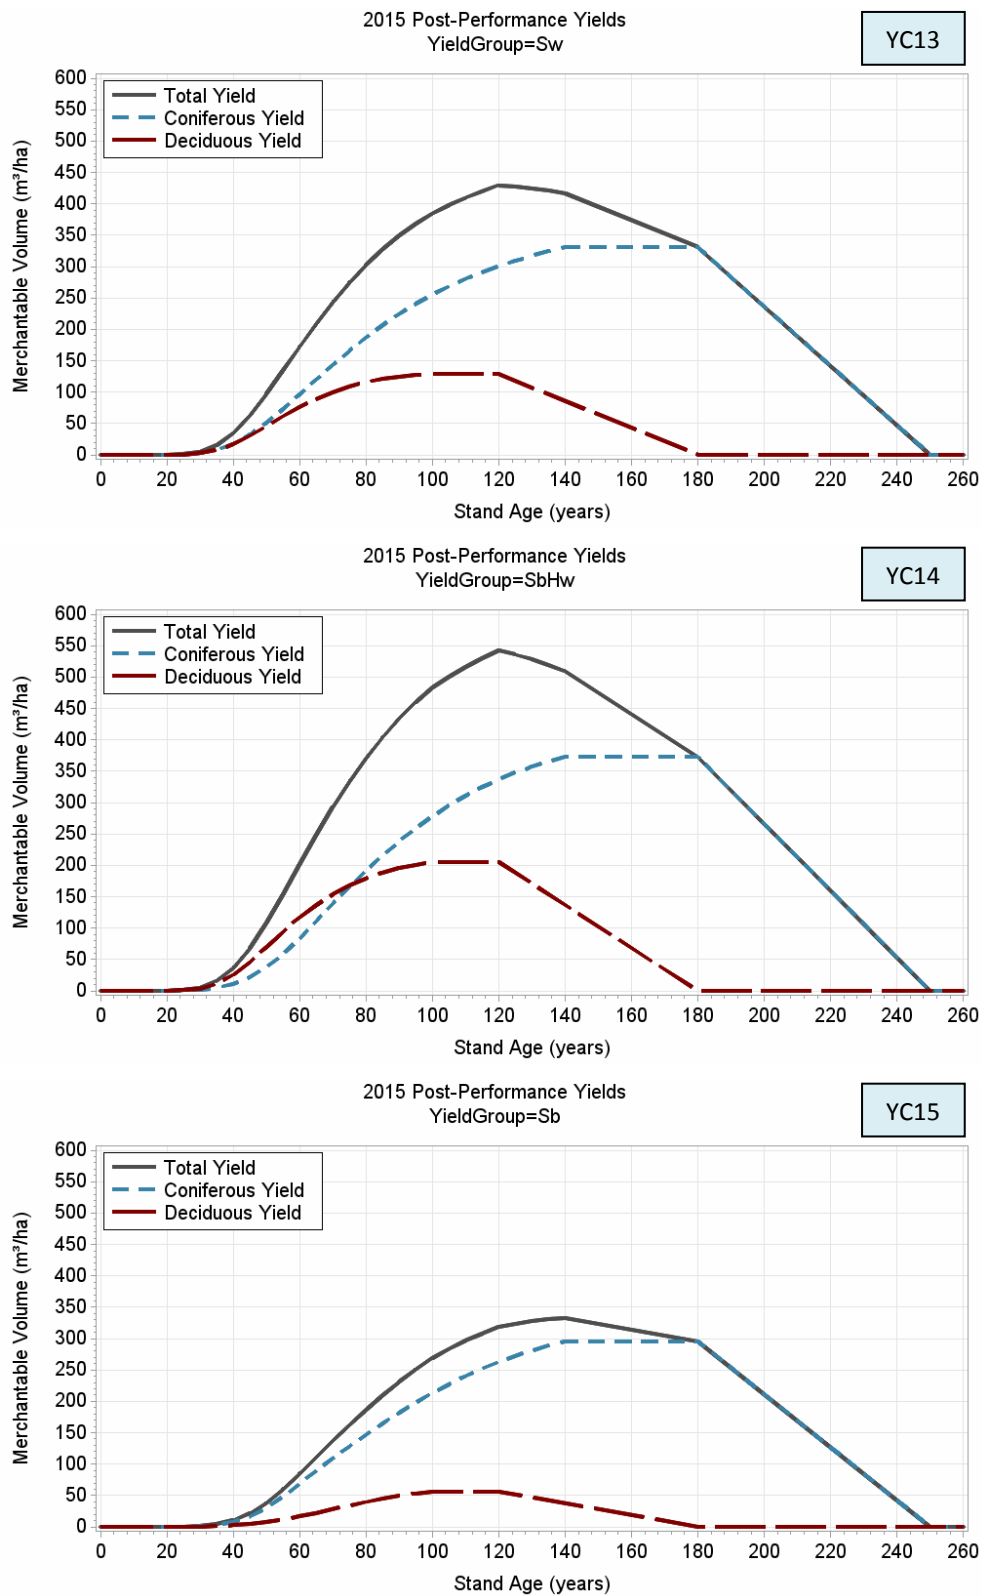 2015 Post-Performance Yields
YieldGroup=Sw
YC13
Merchantable Volume (m³/ha)
600
550
500
450
400
350
300
250
200
150
100
50
0
Total Yield
Coniferous Yield
Deciduous Yield
0 20 40 60 80 100 120 140 160 180 200 220 240 260
Stand Age (years)
2015 Post-Performance Yields
YieldGroup=SbHw
YC14
Merchantable Volume (m³/ha)
600
550
500
450
400
350
300
250
200
150
100
50
0
Total Yield
Coniferous Yield
Deciduous Yield
0 20 40 60 80 100 120 140 160 180 200 220 240 260
Stand Age (years)
2015 Post-Performance Yields
YieldGroup=Sb
YC15
Merchantable Volume (m³/ha)
600
550
500
450
400
350
300
250
200
150
100
50
0
Total Yield
Coniferous Yield
Deciduous Yield
0 20 40 60 80 100 120 140 160 180 200 220 240 260
Stand Age (years)